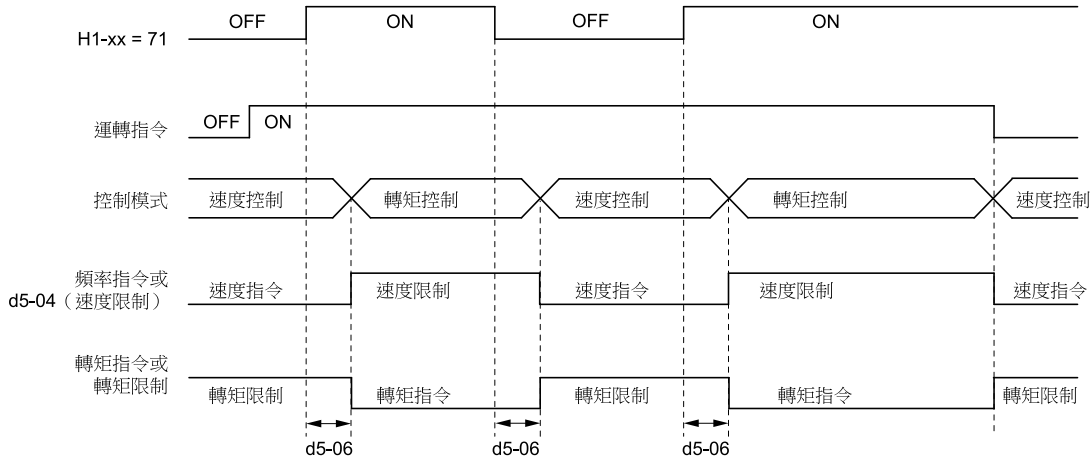 OFF ON OFF ON
H1-xx = 71
OFF ON
運轉指令
控制模式 速度控制 轉矩控制 速度控制 轉矩控制 速度控制
頻率指令或
d5-04（速度限制） 速度指令 速度限制 速度指令 速度限制 速度指令
轉矩指令或
轉矩限制 轉矩限制 轉矩指令 轉矩限制 轉矩指令 轉矩限制
d5-06 d5-06 d5-06